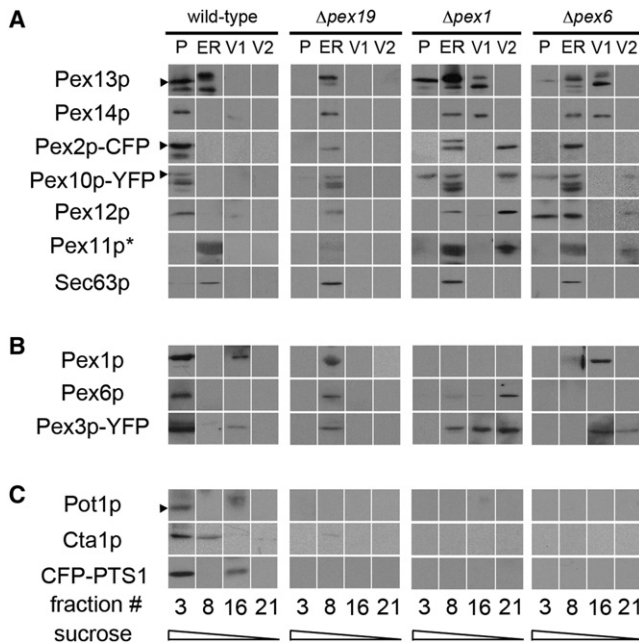 A wild-type Δpex19 Δpex1 Δpex6
P ER V1 V2 P ER V1 V2 P ER V1 V2 P ER V1 V2
Pex13p
Pex14p
Pex2p-CFP
Pex10p-YFP
Pex12p
Pex11p*
Sec63p
B
Pex1p
Pex6p
Pex3p-YFP
C
Pot1p
Cta1p
CFP-PTS1
fraction # 3 8 16 21 3 8 16 21 3 8 16 21 3 8 16 21
sucrose